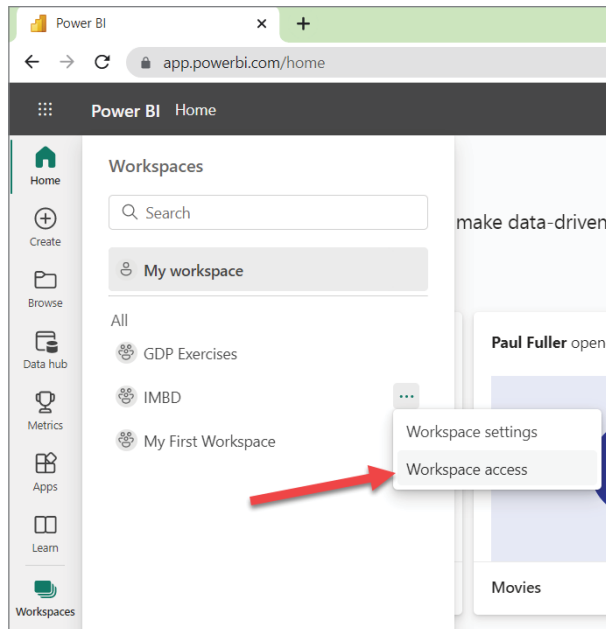 Power BI
app.powerbi.com/home
Power BI Home
Home
Create
Browse
Data hub
Metrics
Apps
Learn
Workspaces
Workspaces
Search
My workspace
All
GDP Exercises
IMBD
My First Workspace
Workspace settings
Workspace access
make data-driven
Paul Fuller open
Movies